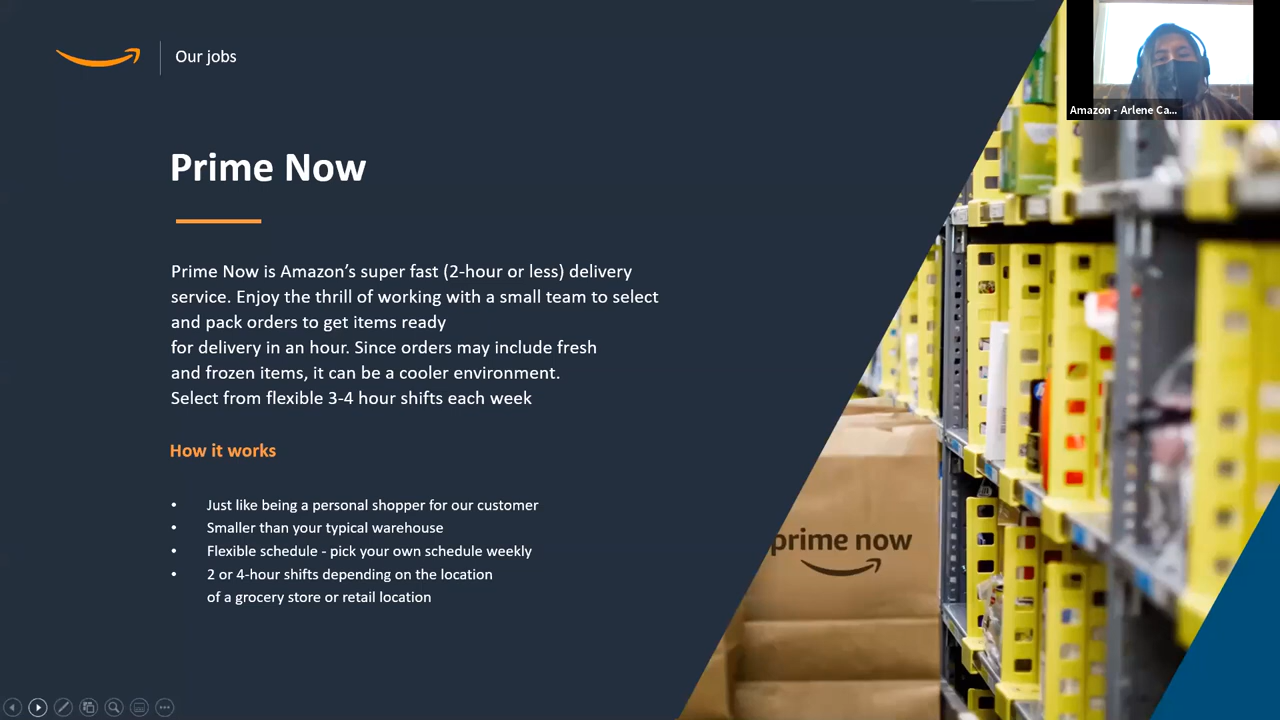 Our jobs
Amazon - Arlene Ca...
Prime Now
Prime Now is Amazon’s super fast (2-hour or less) delivery
service. Enjoy the thrill of working with a small team to select
and pack orders to get items ready
for delivery in an hour. Since orders may include fresh
and frozen items, it can be a cooler environment.
Select from flexible 3-4 hour shifts each week
How it works
• Just like being a personal shopper for our customer
• Smaller than your typical warehouse
• Flexible schedule - pick your own schedule weekly
• 2 or 4-hour shifts depending on the location
of a grocery store or retail location
prime now